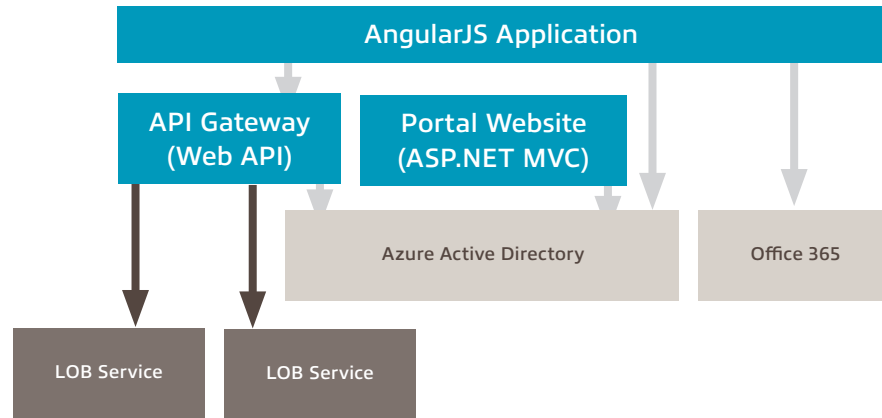 AngularJS Application
API Gateway
(Web API)
Portal Website
(ASP.NET MVC)
Azure Active Directory
Office 365
LOB Service
LOB Service